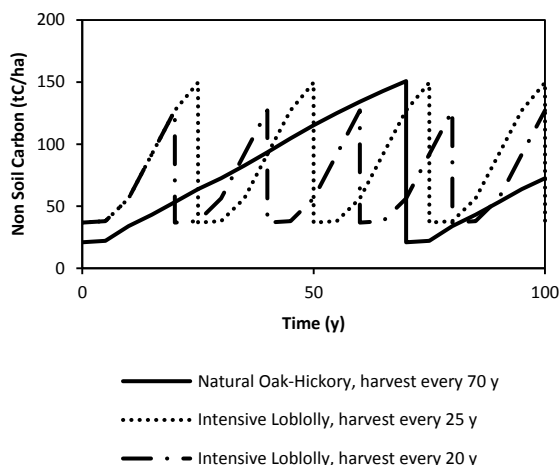 200
150
100
50
0
Non Soil Carbon (tC/ha)
0 50 100
Time (y)
Natural Oak-Hickory, harvest every 70 y
Intensive Loblolly, harvest every 25 y
Intensive Loblolly, harvest every 20 y